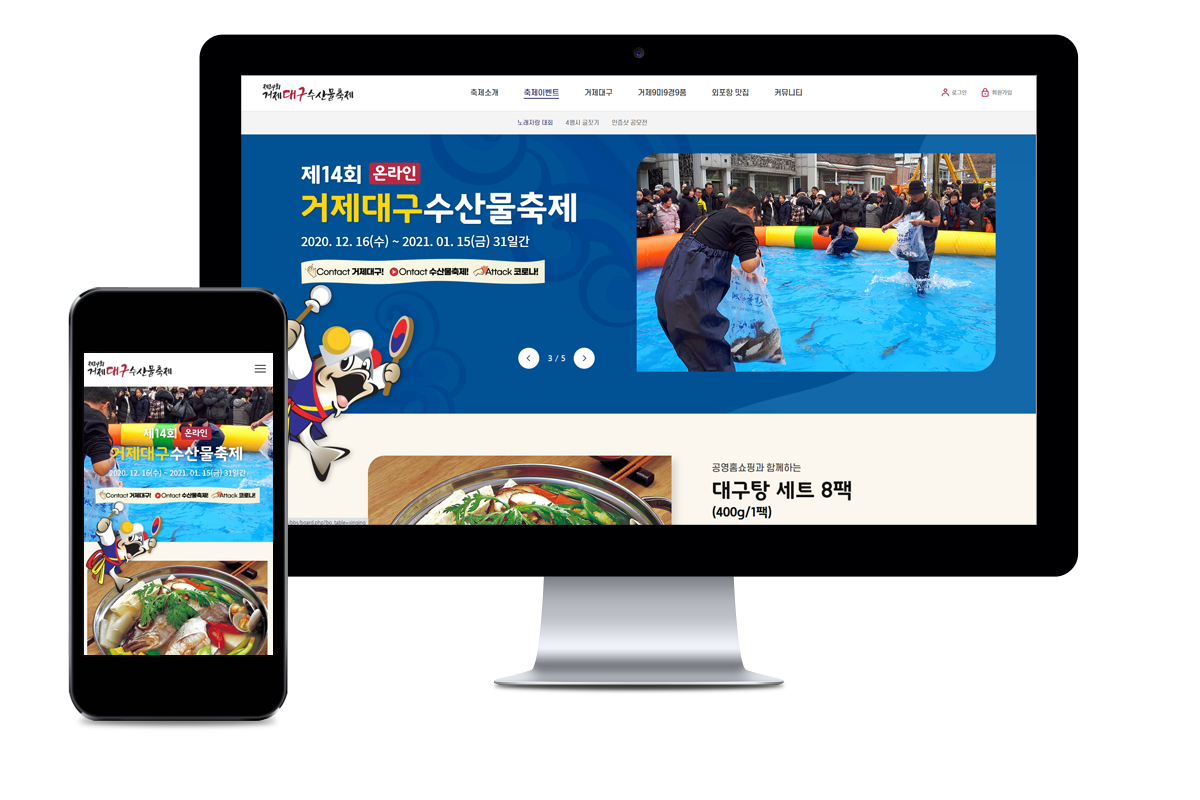 제14회
거제대구수산물축제
축제소개 축제이벤트 거제대구 거제9미9경9품 외포항 맛집 커뮤니티
로그인 회원가입
노래자랑 대회 4행시 글짓기 인증샷 공모전
제14회 온라인
거제대구수산물축제
2020. 12. 16(수) ~ 2021. 01. 15(금) 31일간
Contact 거제대구! Ontact 수산물축제! Attack 코로나!
3 / 5
공영홈쇼핑과 함께하는
대구탕 세트 8팩
(400g/1팩)
/bbs/board.php?bo_table=singing
제14회
거제대구수산물축제
제14회 온라인
거제대구수산물축제
2020. 12. 16(수) ~ 2021. 01. 15(금) 31일간
Contact 거제대구! Ontact 수산물축제! Attack 코로나!